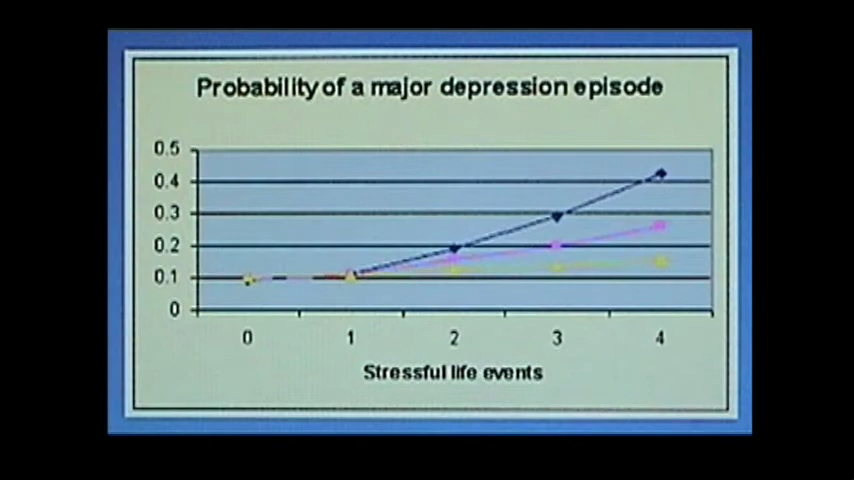 Probability of a major depression episode
0.5
0.4
0.3
0.2
0.1
0
0 1 2 3 4
Stressful life events